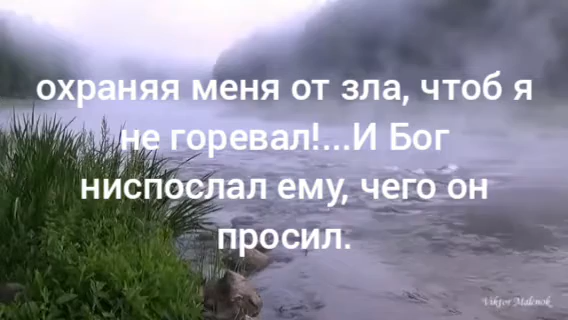 охраняя меня от зла, чтоб я
не горевал!...И Бог
ниспослал ему, чего он
просил.
Viktor Malenok